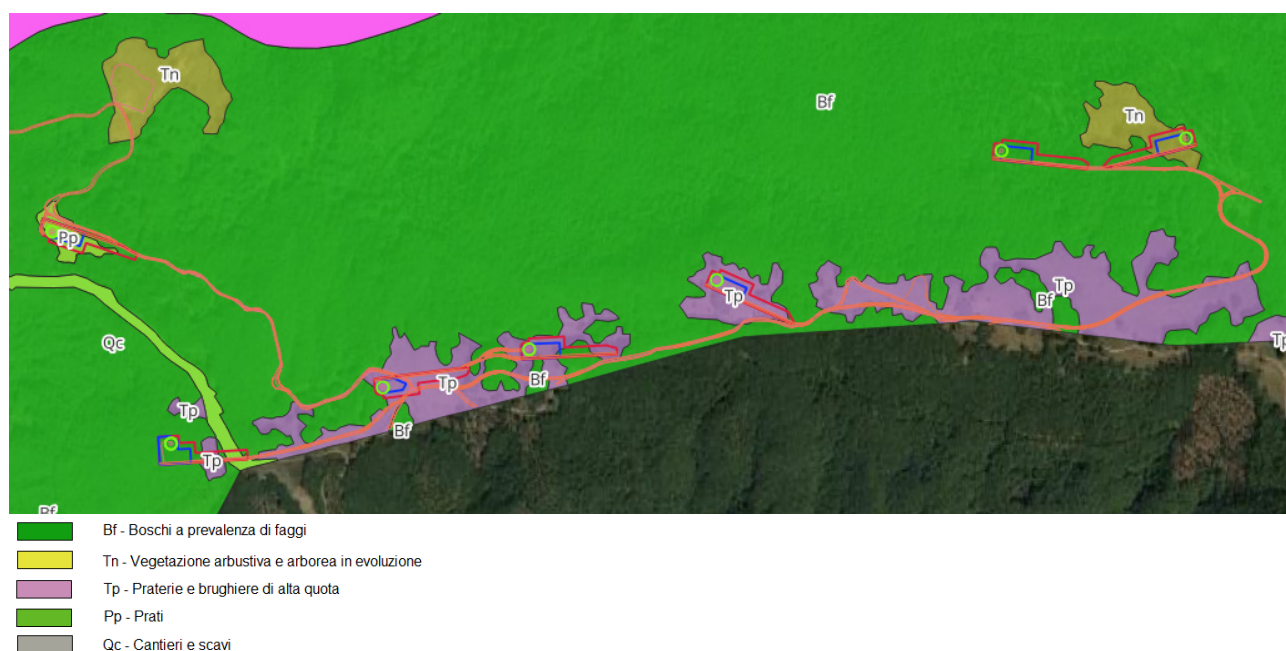 Tn
Bf
Tn
Pp
Tp
Tp
Bf
Qc
Tp
Bf
Tp
Tp
Bf
Tp
Bf
Bf - Boschi a prevalenza di faggi
Tn - Vegetazione arbustiva e arborea in evoluzione
Tp - Praterie e brughiere di alta quota
Pp - Prati
Qc - Cantieri e scavi